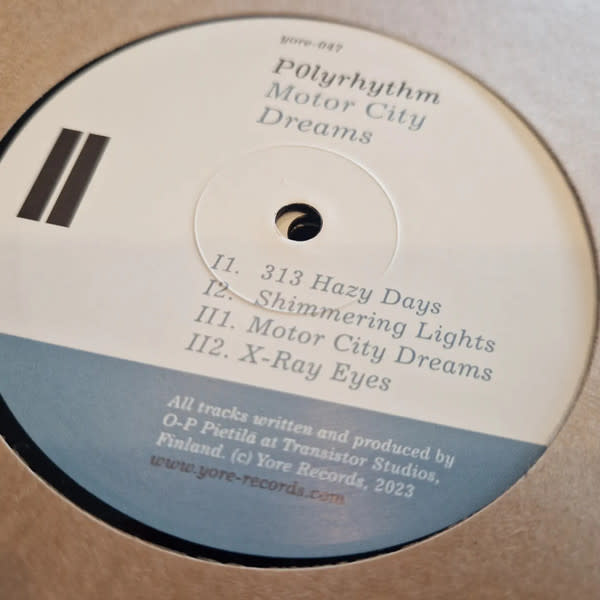 yore-047
P0lyrhythm
Motor City
Dreams
II
I1. 313 Hazy Days
I2. Shimmering Lights
II1. Motor City Dreams
II2. X-Ray Eyes
All tracks written and produced by
O-P Pietilä at Transistor Studios,
Finland. (c) Yore Records, 2023
www.yore-records.com